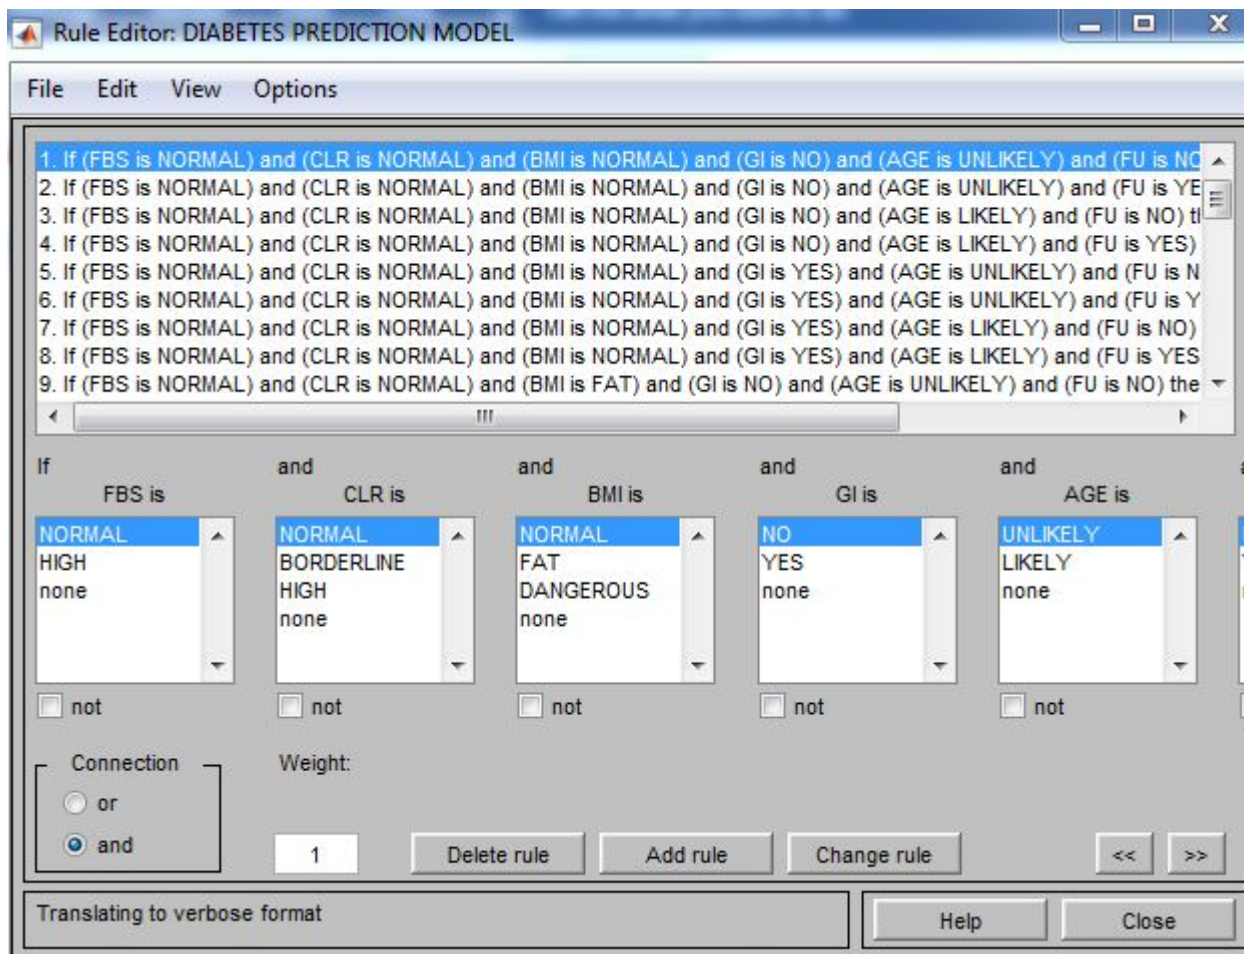 Rule Editor: DIABETES PREDICTION MODEL
File Edit View Options
1. If (FBS is NORMAL) and (CLR is NORMAL) and (BMI is NORMAL) and (GI is NO) and (AGE is UNLIKELY) and (FU is NO
2. If (FBS is NORMAL) and (CLR is NORMAL) and (BMI is NORMAL) and (GI is NO) and (AGE is UNLIKELY) and (FU is YE
3. If (FBS is NORMAL) and (CLR is NORMAL) and (BMI is NORMAL) and (GI is NO) and (AGE is LIKELY) and (FU is NO)
4. If (FBS is NORMAL) and (CLR is NORMAL) and (BMI is NORMAL) and (GI is NO) and (AGE is LIKELY) and (FU is YES)
5. If (FBS is NORMAL) and (CLR is NORMAL) and (BMI is NORMAL) and (GI is YES) and (AGE is UNLIKELY) and (FU is N
6. If (FBS is NORMAL) and (CLR is NORMAL) and (BMI is NORMAL) and (GI is YES) and (AGE is UNLIKELY) and (FU is Y
7. If (FBS is NORMAL) and (CLR is NORMAL) and (BMI is NORMAL) and (GI is YES) and (AGE is LIKELY) and (FU is NO)
8. If (FBS is NORMAL) and (CLR is NORMAL) and (BMI is NORMAL) and (GI is YES) and (AGE is LIKELY) and (FU is YES
9. If (FBS is NORMAL) and (CLR is NORMAL) and (BMI is FAT) and (GI is NO) and (AGE is UNLIKELY) and (FU is NO) the
If and and and and
FBS is CLR is BMI is GI is AGE is
NORMAL NORMAL NORMAL NO UNLIKELY
HIGH BORDERLINE FAT YES LIKELY
none HIGH DANGEROUS none none
none none
not not not not not
Connection Weight:
or
and 1 Delete rule Add rule Change rule << >>
Translating to verbose format Help Close